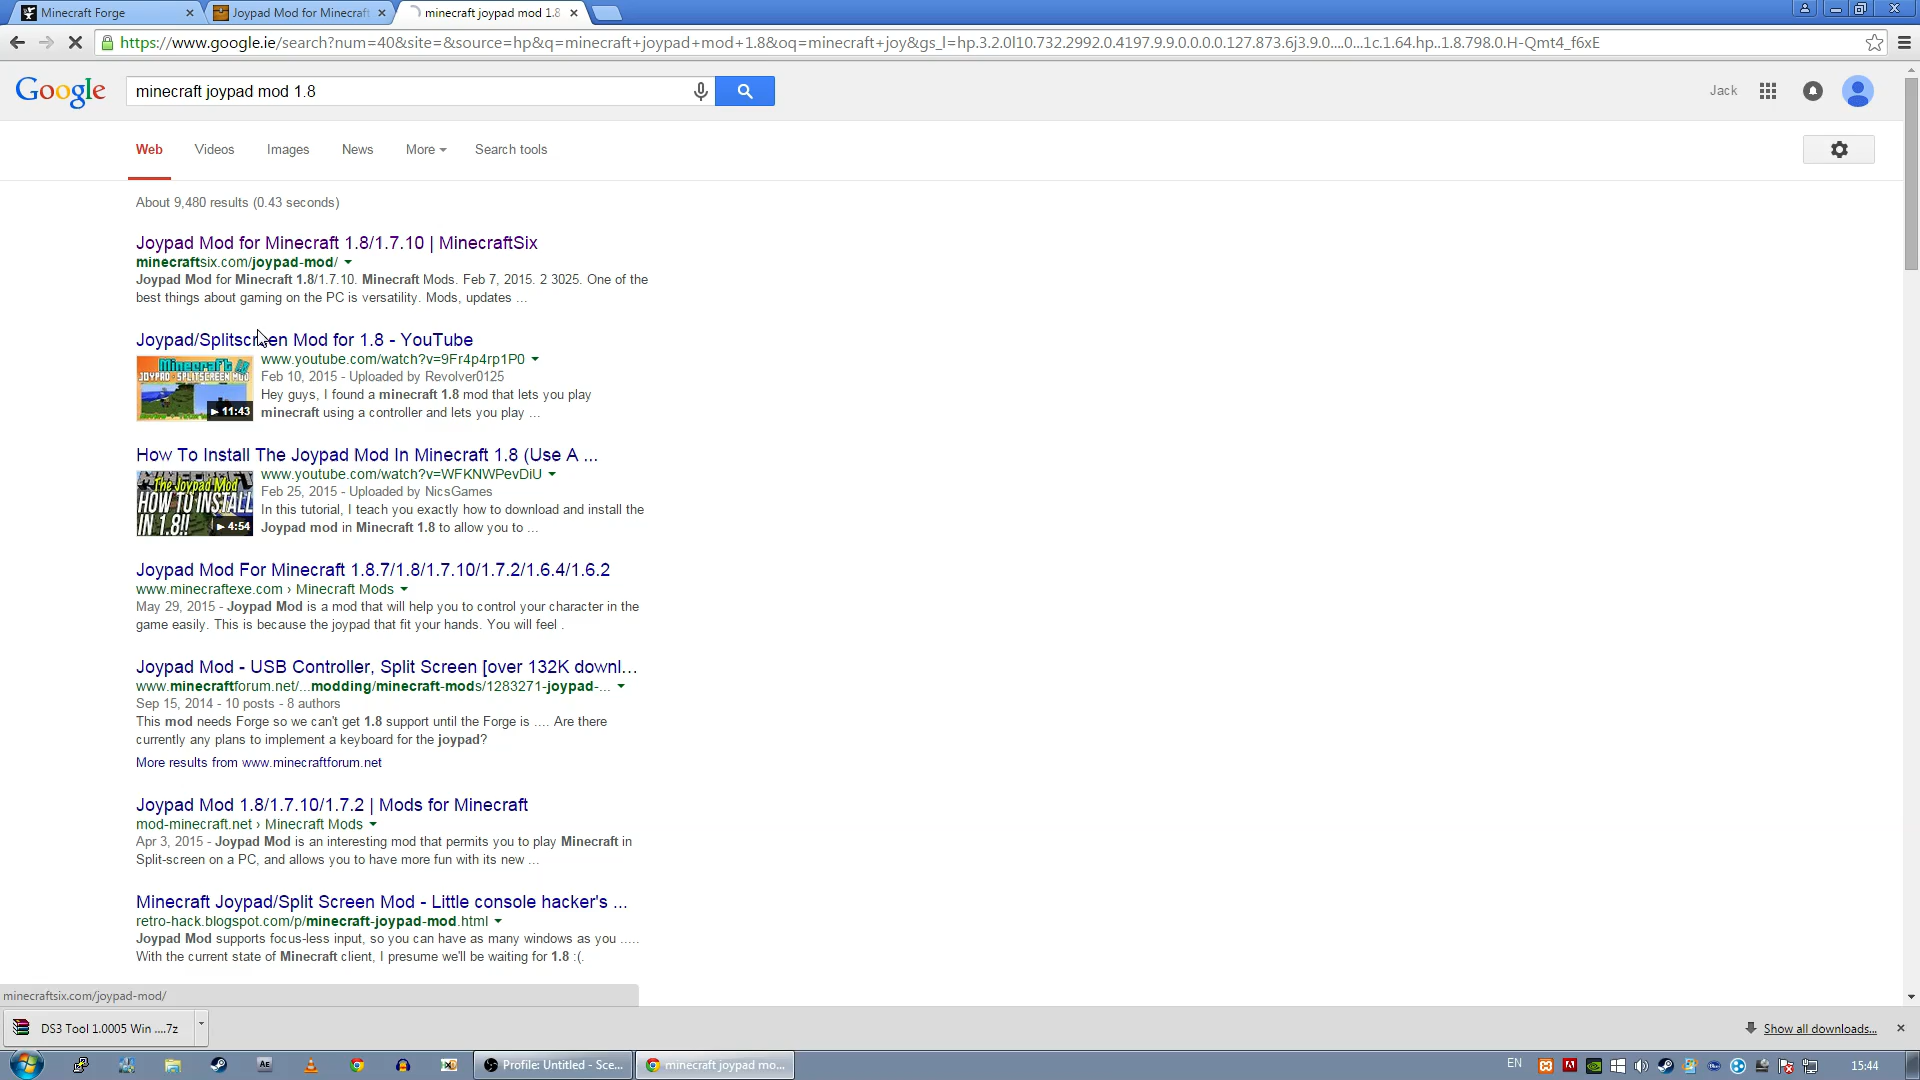 Minecraft Forge
Joypad Mod for Minecraft
minecraft joypad mod 1.8
https://www.google.ie/search?num=40&site=&source=hp&q=minecraft+joypad+mod+1.8&oq=minecraft+joy&gs_l=hp.3.2.0l10.732.2992.0.4197.9.9.0.0.0.0.127.873.6j3.9.0....0...1c.1.64.hp..1.8.798.0.H-Qmt4_f6xE
Google
minecraft joypad mod 1.8
Jack
Web Videos Images News More Search tools
About 9,480 results (0.43 seconds)
Joypad Mod for Minecraft 1.8/1.7.10 | MinecraftSix
minecraftsix.com/joypad-mod/
Joypad Mod for Minecraft 1.8/1.7.10. Minecraft Mods. Feb 7, 2015. 2 3025. One of the
best things about gaming on the PC is versatility. Mods, updates ...
Joypad/Splitscreen Mod for 1.8 - YouTube
www.youtube.com/watch?v=9Fr4p4rp1P0
Feb 10, 2015 - Uploaded by Revolver0125
Hey guys, I found a minecraft 1.8 mod that lets you play
minecraft using a controller and lets you play ...
Minecraft
JOYPAD + SPLITSCREEN MOD
11:43
How To Install The Joypad Mod In Minecraft 1.8 (Use A ...
www.youtube.com/watch?v=WFKNWPevDiU
Feb 25, 2015 - Uploaded by NicsGames
In this tutorial, I teach you exactly how to download and install the
Joypad mod in Minecraft 1.8 to allow you to ...
MINECRAFT
The Joypad Mod
HOW TO INSTALL
IN 1.8!!
4:54
Joypad Mod For Minecraft 1.8.7/1.8/1.7.10/1.7.2/1.6.4/1.6.2
www.minecraftexe.com › Minecraft Mods
May 29, 2015 - Joypad Mod is a mod that will help you to control your character in the
game easily. This is because the joypad that fit your hands. You will feel .
Joypad Mod - USB Controller, Split Screen [over 132K downl...
www.minecraftforum.net/...modding/minecraft-mods/1283271-joypad-...
Sep 15, 2014 - 10 posts - 8 authors
This mod needs Forge so we can't get 1.8 support until the Forge is .... Are there
currently any plans to implement a keyboard for the joypad?
More results from www.minecraftforum.net
Joypad Mod 1.8/1.7.10/1.7.2 | Mods for Minecraft
mod-minecraft.net › Minecraft Mods
Apr 3, 2015 - Joypad Mod is an interesting mod that permits you to play Minecraft in
Split-screen on a PC, and allows you to have more fun with its new ...
Minecraft Joypad/Split Screen Mod - Little console hacker's ...
retro-hack.blogspot.com/p/minecraft-joypad-mod.html
Joypad Mod supports focus-less input, so you can have as many windows as you .....
With the current state of Minecraft client, I presume we'll be waiting for 1.8 :(.
minecraftsix.com/joypad-mod/
DS3 Tool 1.0005 Win ....7z
Show all downloads...
Ae
Profile: Untitled - Sce...
minecraft joypad mo...
EN
15:44